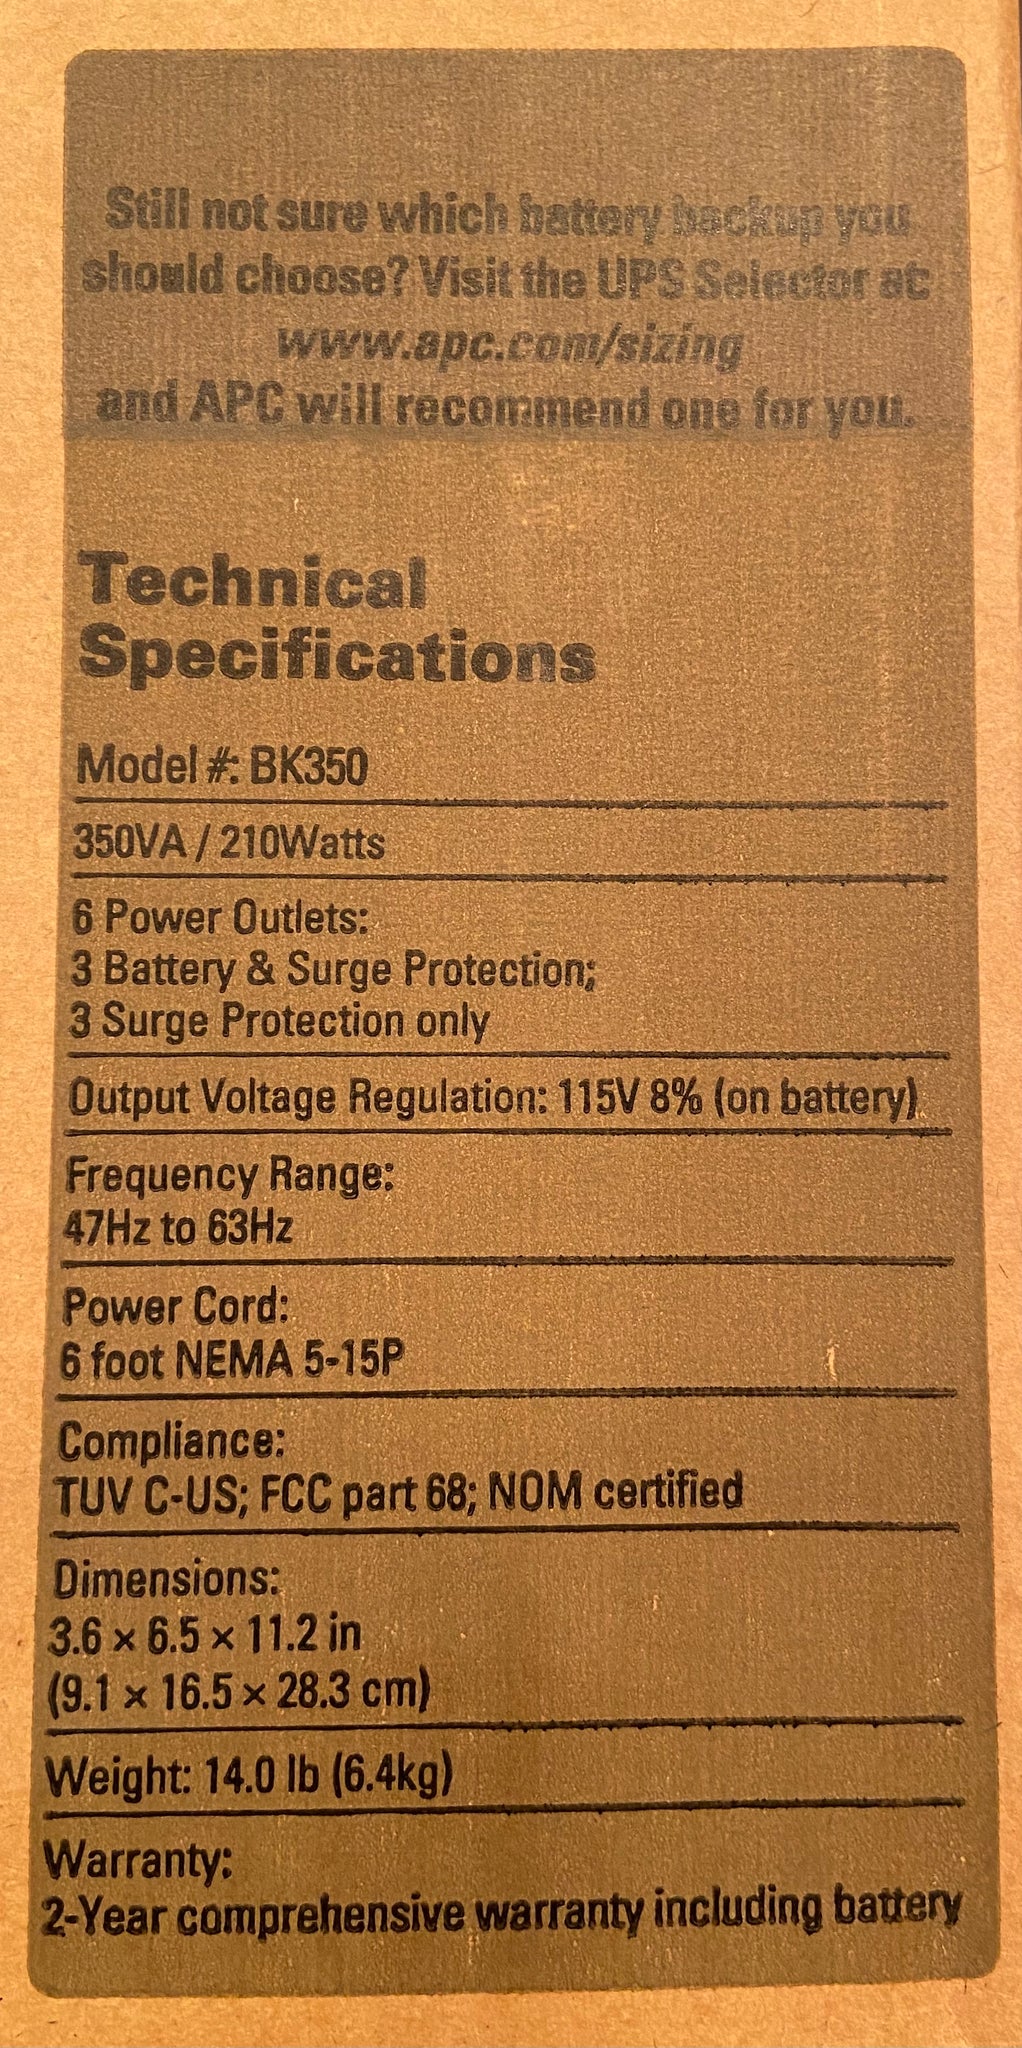 Still not sure which battery backup you
should choose? Visit the UPS Selector at
www.apc.com/sizing
and APC will recommend one for you.
Technical
Specifications
Model #: BK350
350VA / 210Watts
6 Power Outlets:
3 Battery & Surge Protection;
3 Surge Protection only
Output Voltage Regulation: 115V 8% (on battery)
Frequency Range:
47Hz to 63Hz
Power Cord:
6 foot NEMA 5-15P
Compliance:
TUV C-US; FCC part 68; NOM certified
Dimensions:
3.6 × 6.5 × 11.2 in
(9.1 × 16.5 × 28.3 cm)
Weight: 14.0 lb (6.4kg)
Warranty:
2-Year comprehensive warranty including battery